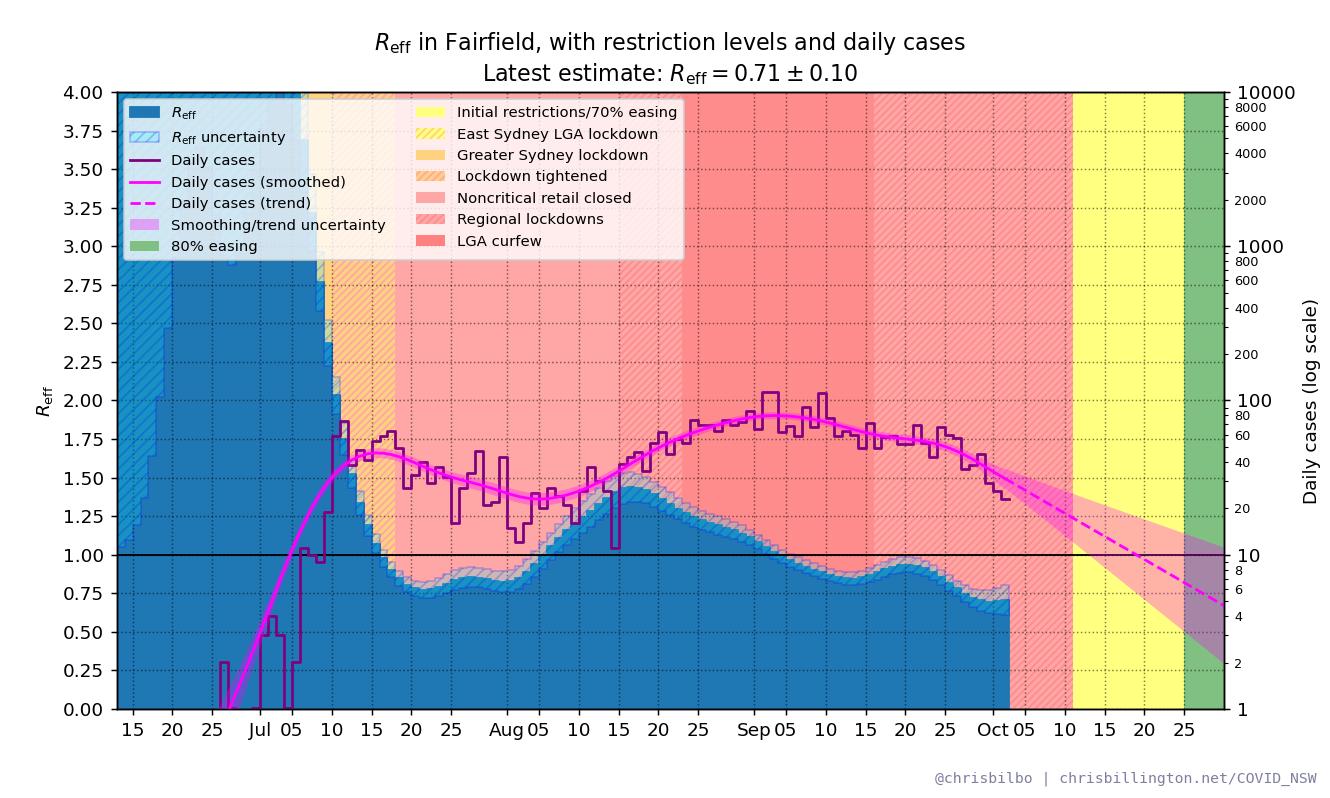 Reff in Fairfield, with restriction levels and daily cases
Latest estimate: Reff = 0.71 ± 0.10
4.00
3.75
3.50
3.25
3.00
2.75
2.50
2.25
2.00
1.75
1.50
1.25
1.00
0.75
0.50
0.25
0.00
Reff
Reff
Reff uncertainty
Daily cases
Daily cases (smoothed)
Daily cases (trend)
Smoothing/trend uncertainty
80% easing
Initial restrictions/70% easing
East Sydney LGA lockdown
Greater Sydney lockdown
Lockdown tightened
Noncritical retail closed
Regional lockdowns
LGA curfew
10000
8000
6000
4000
2000
1000
800
600
400
200
100
80
60
40
20
10
8
6
4
2
1
Daily cases (log scale)
15 20 25 Jul 05 10 15 20 25 Aug 05 10 15 20 25 Sep 05 10 15 20 25 Oct 05 10 15 20 25
@chrisbilbo | chrisbillington.net/COVID_NSW